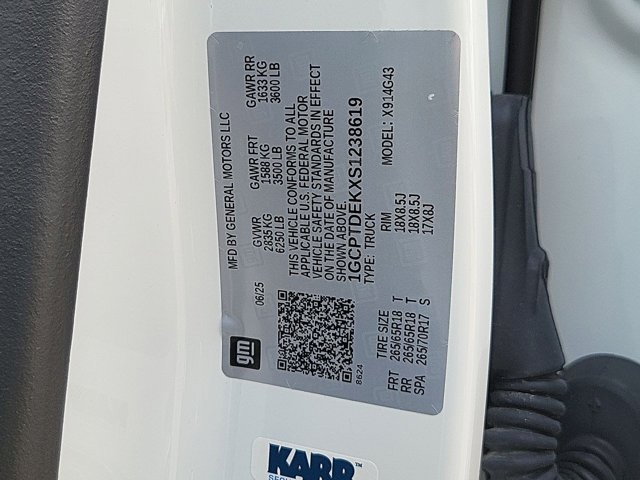 MFD BY GENERAL MOTORS LLC
06/25
GVWR GAWR FRT GAWR RR
2835 KG 1588 KG 1633 KG
6250 LB 3500 LB 3600 LB
THIS VEHICLE CONFORMS TO ALL
APPLICABLE U.S. FEDERAL MOTOR
VEHICLE SAFETY STANDARDS IN EFFECT
ON THE DATE OF MANUFACTURE
SHOWN ABOVE.
1GCPTDEKXS1238619
TYPE: TRUCK MODEL: X914G43
gm
8624
TIRE SIZE RIM
FRT 265/65R18 T 18X8.5J
RR 265/65R18 T 18X8.5J
SPA 265/70R17 S 17X8J
KARR™